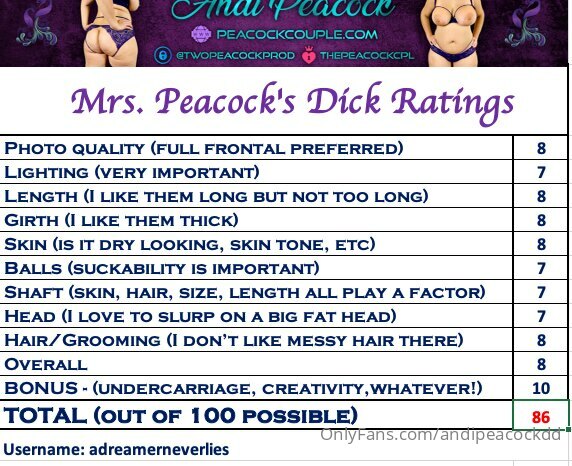 Andi Peacock
PEACOCKCOUPLE.COM
@TWOPEACOCKPROD THEPEACOCKCPL
Mrs. Peacock's Dick Ratings
Photo quality (full frontal preferred) 8
Lighting (very important) 7
Length (I like them long but not too long) 8
Girth (I like them thick) 8
Skin (is it dry looking, skin tone, etc) 8
Balls (suckability is important) 7
Shaft (skin, hair, size, length all play a factor) 7
Head (I love to slurp on a big fat head) 7
Hair/Grooming (I don't like messy hair there) 8
Overall 8
BONUS - (undercarriage, creativity,whatever!) 10
TOTAL (out of 100 possible) 86
OnlyFans.com/andipeacockdd
Username: adreamerneverlies